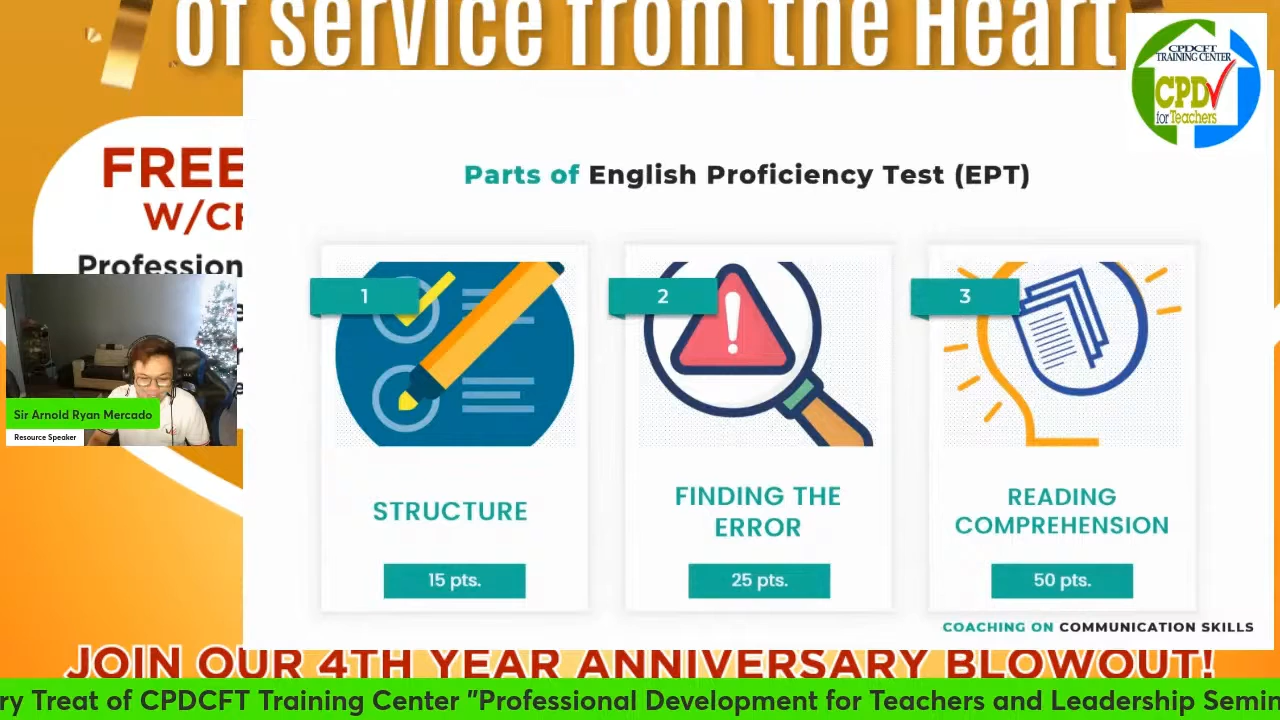 of service from the Heart
CPDCFT
TRAINING CENTER
CPD
for Teachers
FREE
W/CP
Profession
Parts of English Proficiency Test (EPT)
1
2
3
STRUCTURE
FINDING THE
ERROR
READING
COMPREHENSION
15 pts.
25 pts.
50 pts.
Sir Arnold Ryan Mercado
Resource Speaker
COACHING ON COMMUNICATION SKILLS
JOIN OUR 4TH YEAR ANNIVERSARY BLOWOUT!
ry Treat of CPDCFT Training Center "Professional Development for Teachers and Leadership Semin